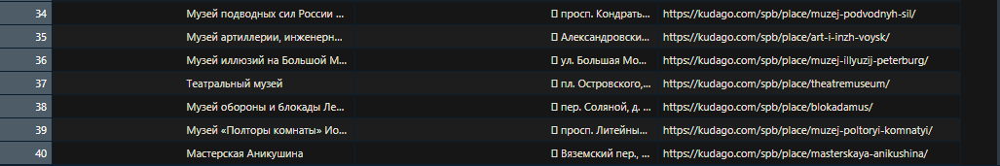 34 Музей подводных сил России ... просп. Кондрать... https://kudago.com/spb/place/muzej-podvodnyh-sil/
35 Музей артиллерии, инженерн... Александровски... https://kudago.com/spb/place/art-i-inzh-voysk/
36 Музей иллюзий на Большой М... ул. Большая Мо... https://kudago.com/spb/place/muzej-illyuzij-peterburg/
37 Театральный музей пл. Островского,... https://kudago.com/spb/place/theatremuseum/
38 Музей обороны и блокады Ле... пер. Соляной, д. ... https://kudago.com/spb/place/blokadamus/
39 Музей «Полторы комнаты» Ио... просп. Литейны... https://kudago.com/spb/place/muzej-poltoryi-komnatyi/
40 Мастерская Аникушина Вяземский пер., ... https://kudago.com/spb/place/masterskaya-anikushina/